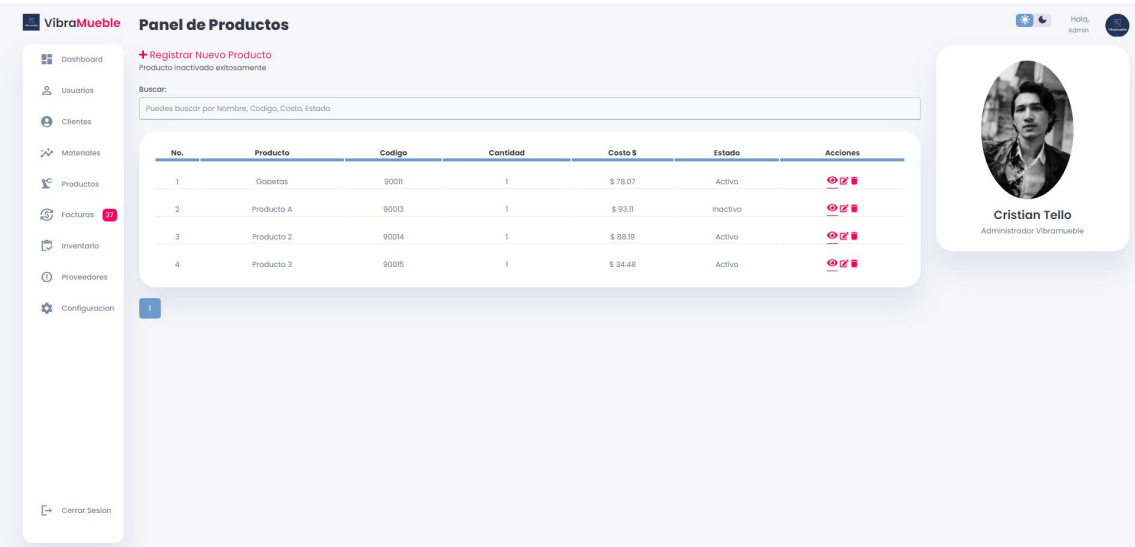 VibraMueble
Panel de Productos
Hola,
Admin
Dashboard
Usuarios
Clientes
Materiales
Productos
Facturas 27
Inventario
Proveedores
Configuracion
Cerrar Sesion
+ Registrar Nuevo Producto
Producto inactivado exitosamente
Buscar:
Puedes buscar por Nombre, Codigo, Costo, Estado
No. Producto Codigo Cantidad Costo $ Estado Acciones
1 Gabetas 90011 1 $ 78.07 Activo
2 Producto A 90013 1 $ 93.11 Inactivo
3 Producto 2 90014 1 $ 88.19 Activo
4 Producto 3 90015 1 $ 34.48 Activo
1
Cristian Tello
Administrador Vibramueble